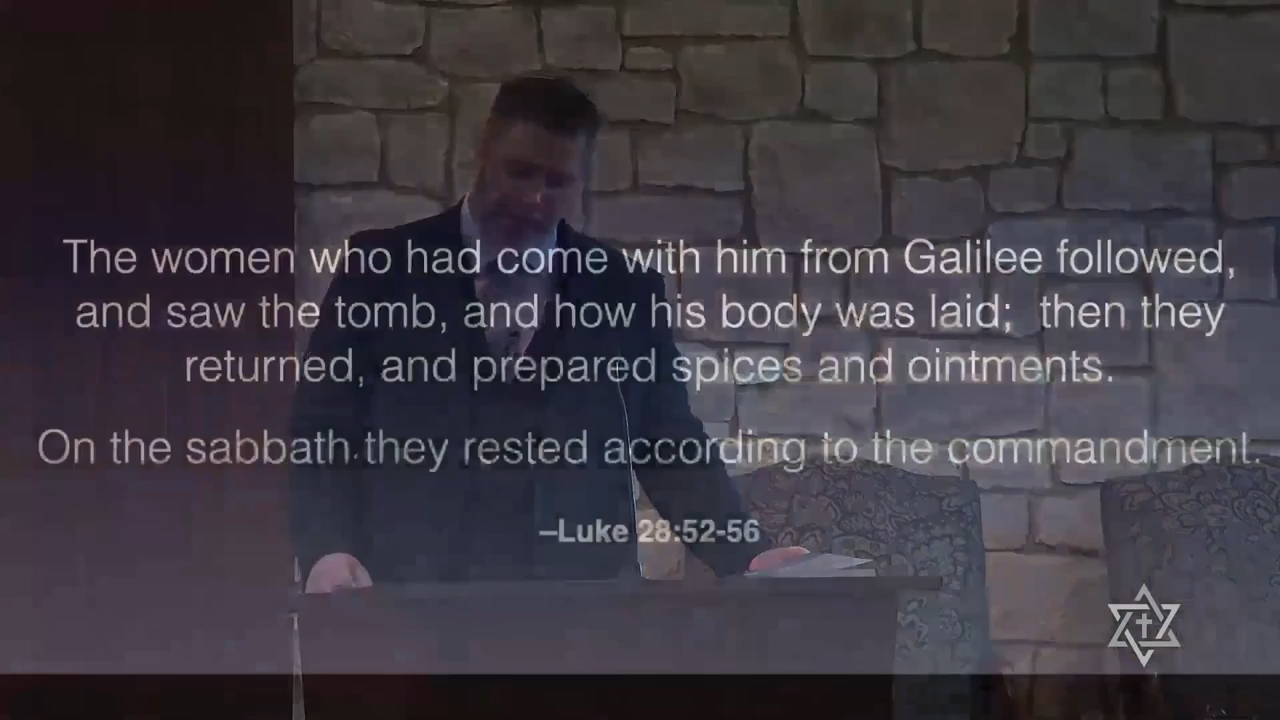 The women who had come with him from Galilee followed,
and saw the tomb, and how his body was laid; then they
returned, and prepared spices and ointments.
On the sabbath they rested according to the commandment.
–Luke 28:52-56